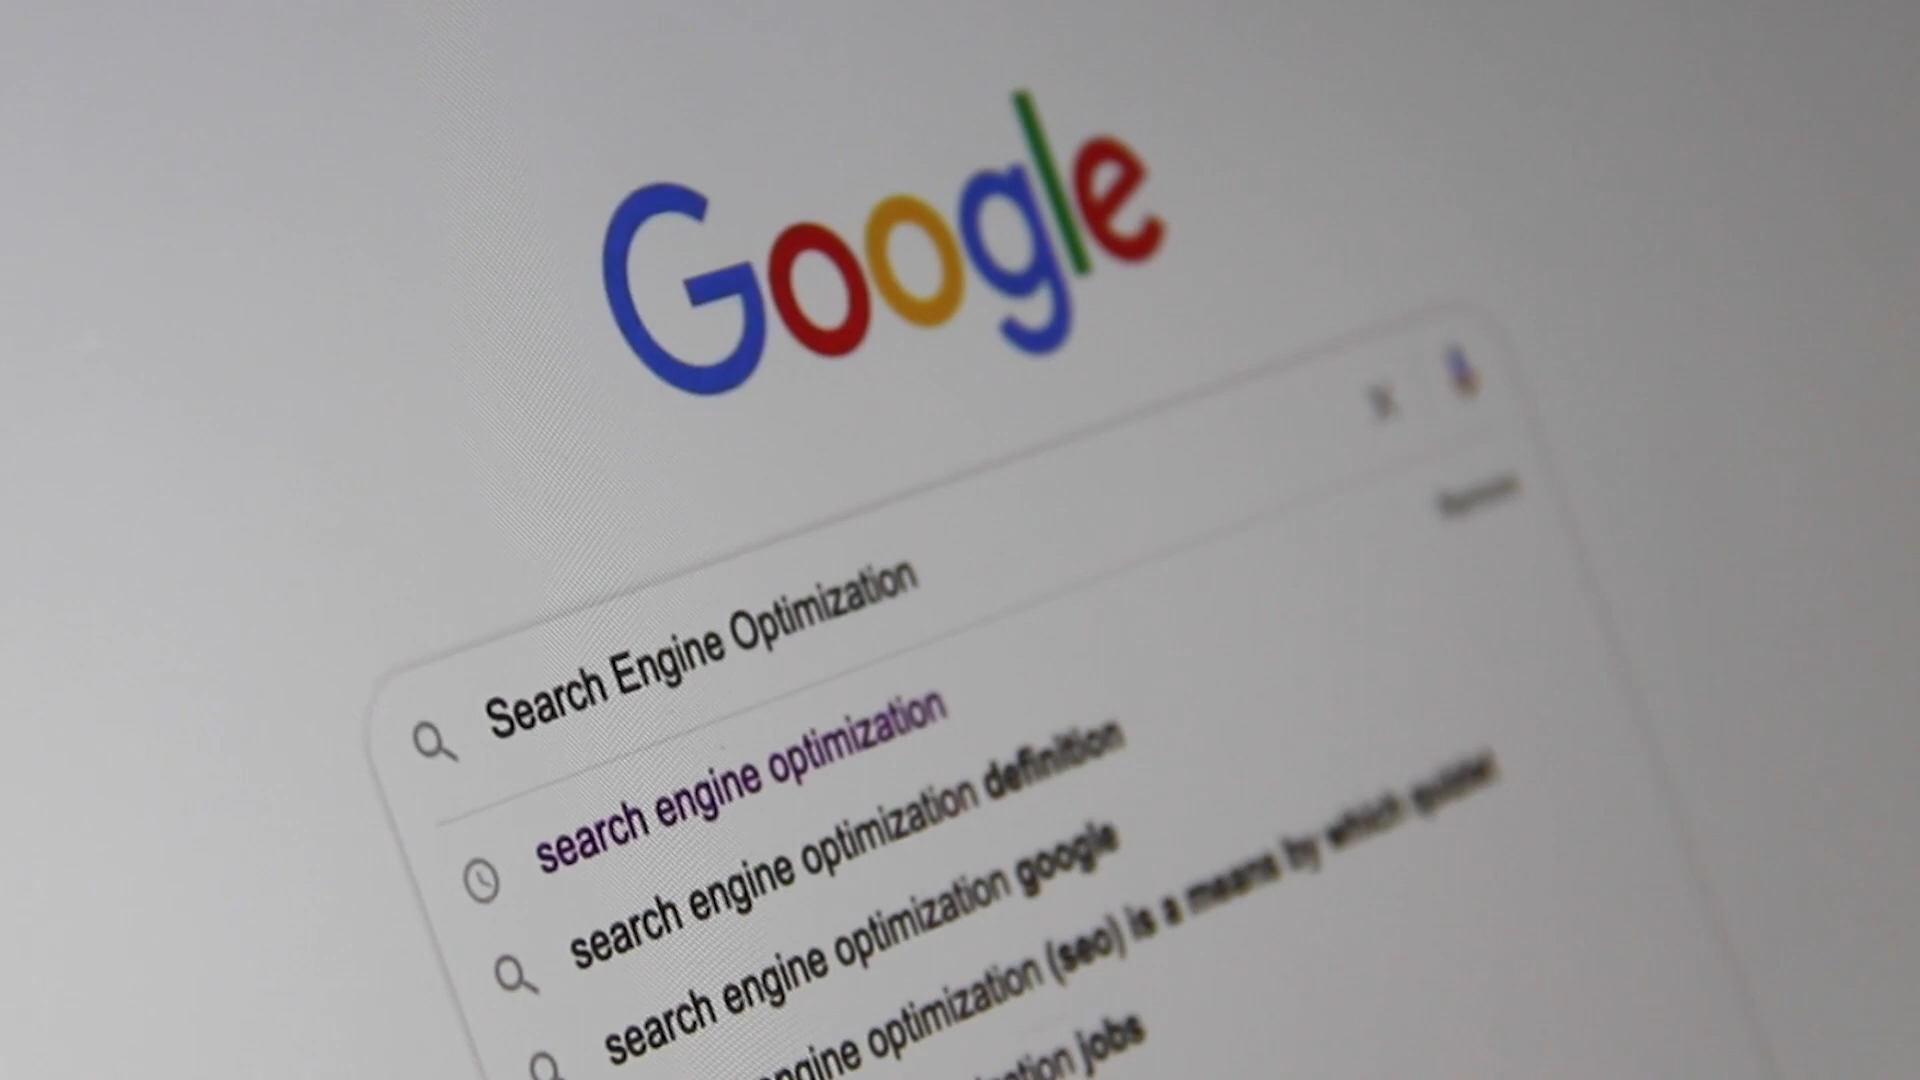 Google
Search Engine Optimization
search engine optimization
search engine optimization definition
search engine optimization google
engine optimization (seo) is a means by which
jobs